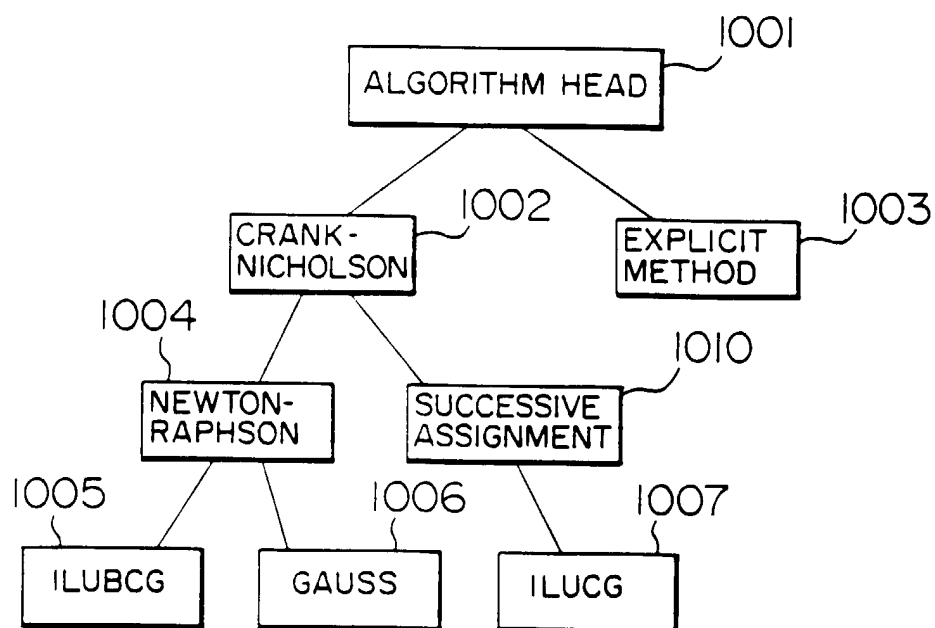 1001
ALGORITHM HEAD
1002
CRANK-
NICHOLSON
1003
EXPLICIT
METHOD
1004
NEWTON-
RAPHSON
1010
SUCCESSIVE
ASSIGNMENT
1005
ILUBCG
1006
GAUSS
1007
ILUCG